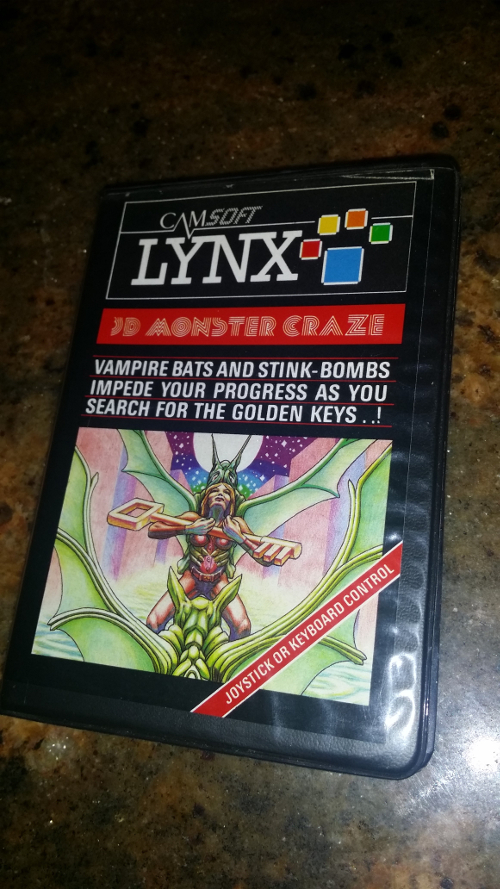 CAMSOFT
LYNX
3D MONSTER CRAZE
VAMPIRE BATS AND STINK-BOMBS
IMPEDE YOUR PROGRESS AS YOU
SEARCH FOR THE GOLDEN KEYS ..!
JOYSTICK OR KEYBOARD CONTROL